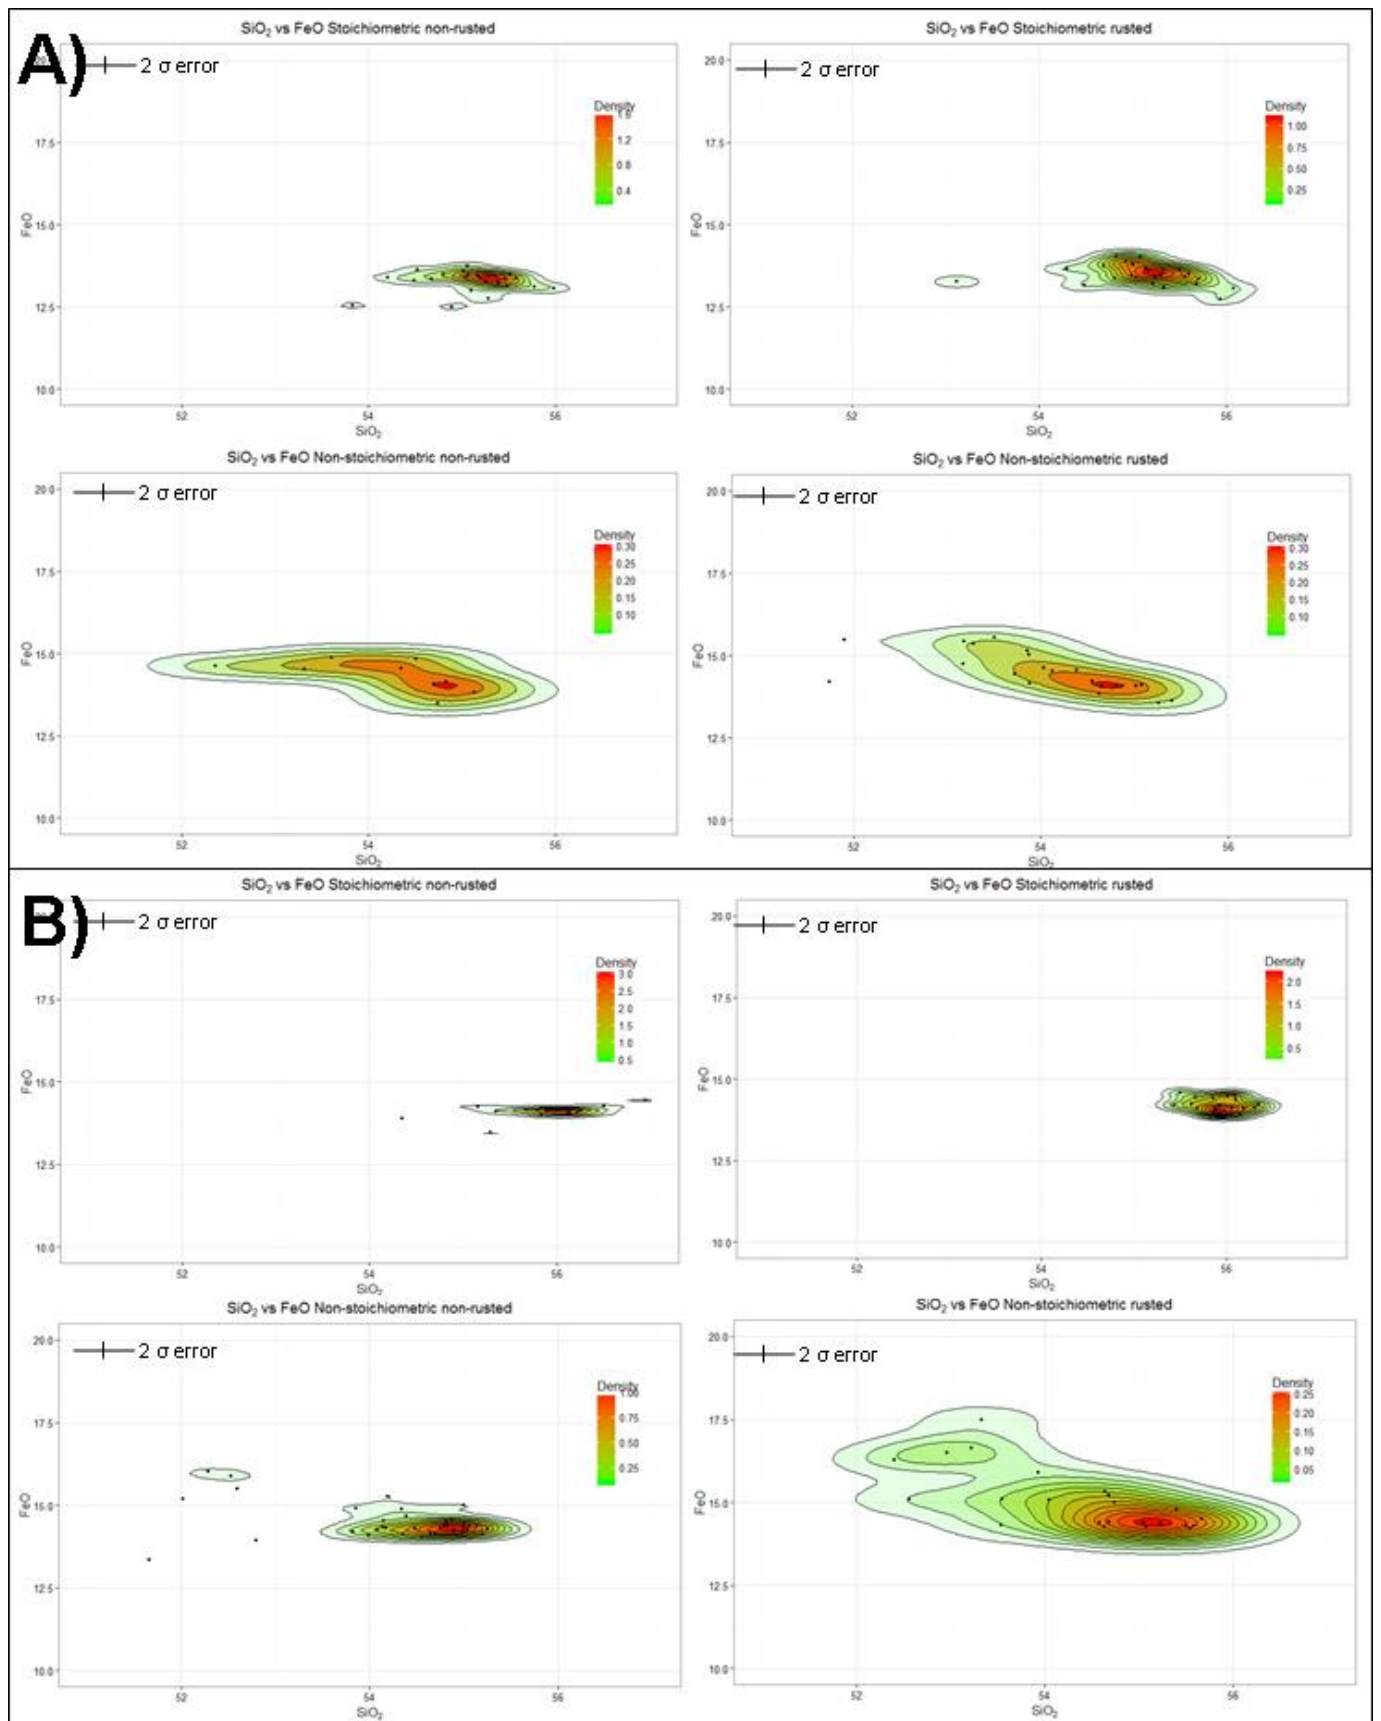 A)
SiO2 vs FeO Stoichiometric non-rusted
2 σ error
Density
1.6
1.2
0.8
0.4
17.5
15.0
12.5
10.0
FeO
52 54 56
SiO2
SiO2 vs FeO Stoichiometric rusted
2 σ error
Density
1.00
0.75
0.50
0.25
20.0
17.5
15.0
12.5
10.0
FeO
52 54 56
SiO2
SiO2 vs FeO Non-stoichiometric non-rusted
2 σ error
Density
0.30
0.25
0.20
0.15
0.10
20.0
17.5
15.0
12.5
10.0
FeO
52 54 56
SiO2
SiO2 vs FeO Non-stoichiometric rusted
2 σ error
Density
0.30
0.25
0.20
0.15
0.10
20.0
17.5
15.0
12.5
10.0
FeO
52 54 56
SiO2
B)
SiO2 vs FeO Stoichiometric non-rusted
2 σ error
Density
3.0
2.5
2.0
1.5
1.0
0.5
17.5
15.0
12.5
10.0
FeO
52 54 56
SiO2
SiO2 vs FeO Stoichiometric rusted
2 σ error
Density
2.0
1.5
1.0
0.5
20.0
17.5
15.0
12.5
10.0
FeO
52 54 56
SiO2
SiO2 vs FeO Non-stoichiometric non-rusted
2 σ error
Density
1.00
0.75
0.50
0.25
20.0
17.5
15.0
12.5
10.0
FeO
52 54 56
SiO2
SiO2 vs FeO Non-stoichiometric rusted
2 σ error
Density
0.25
0.20
0.15
0.10
0.05
20.0
17.5
15.0
12.5
10.0
FeO
52 54 56
SiO2